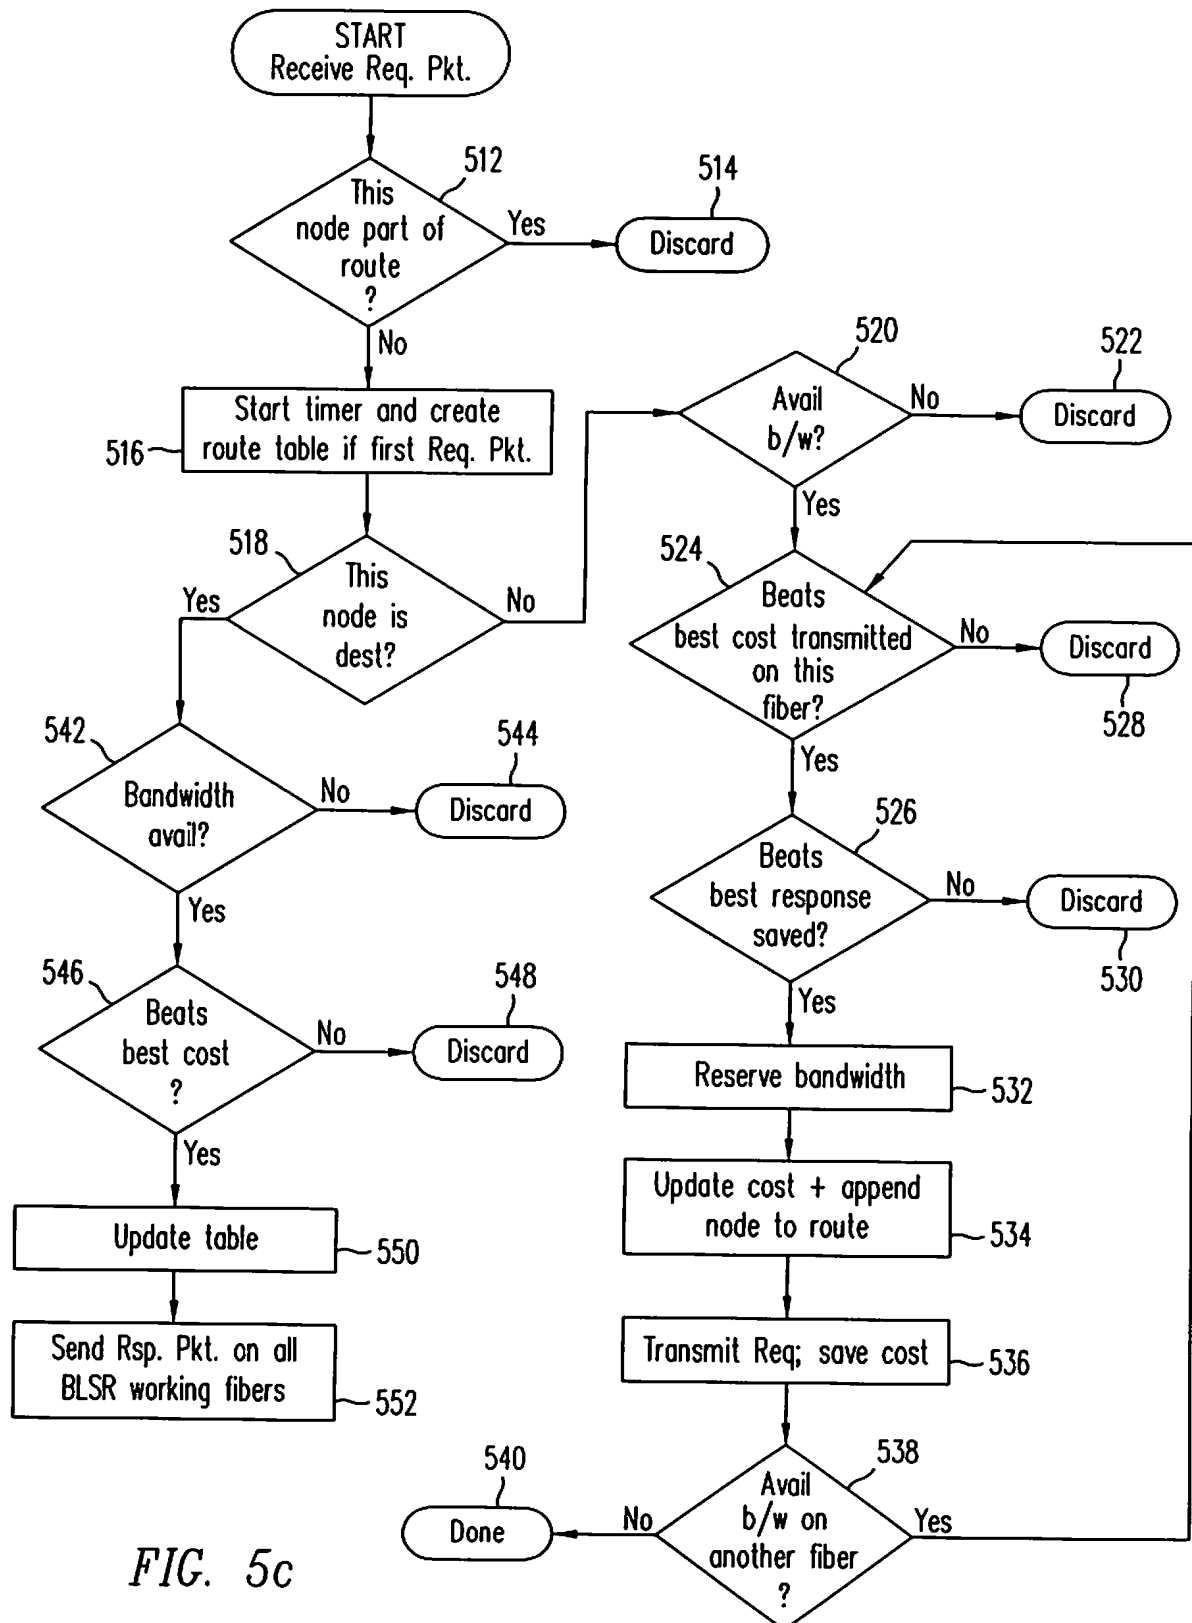 START
Receive Req. Pkt.
512
This
node part of
route
?
Yes
514
Discard
No
516
Start timer and create
route table if first Req. Pkt.
518
This
node is
dest?
Yes
No
520
Avail
b/w?
No
522
Discard
Yes
524
Beats
best cost transmitted
on this
fiber?
No
Discard
528
Yes
526
Beats
best response
saved?
No
Discard
530
Yes
Reserve bandwidth
532
Update cost + append
node to route
534
Transmit Req; save cost
536
538
Avail
b/w on
another fiber
?
Yes
No
540
Done
542
Bandwidth
avail?
No
544
Discard
Yes
546
Beats
best cost
?
No
548
Discard
Yes
Update table
550
Send Rsp. Pkt. on all
BLSR working fibers
552
FIG. 5c